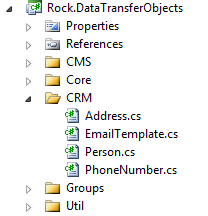 Rock.DataTransferObjects
Properties
References
CMS
Core
CRM
Address.cs
EmailTemplate.cs
Person.cs
PhoneNumber.cs
Groups
Util